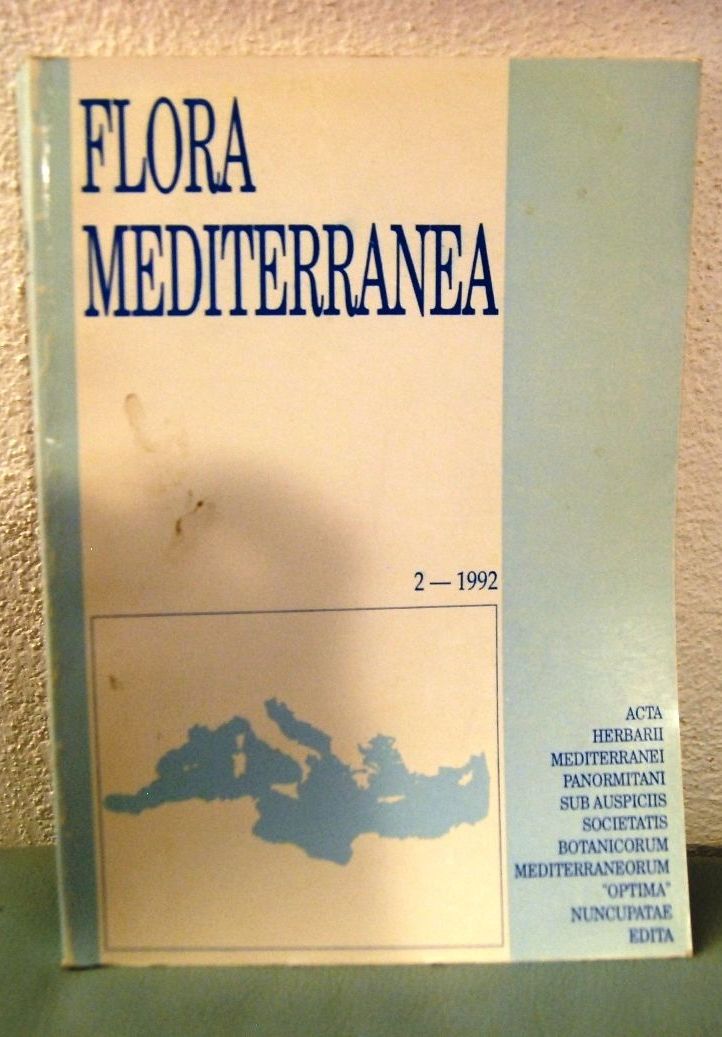 FLORA
MEDITERRANEA
2 — 1992
ACTA
HERBARII
MEDITERRANEI
PANORMITANI
SUB AUSPICIIS
SOCIETATIS
BOTANICORUM
MEDITERRANEORUM
"OPTIMA"
NUNCUPATAE
EDITA